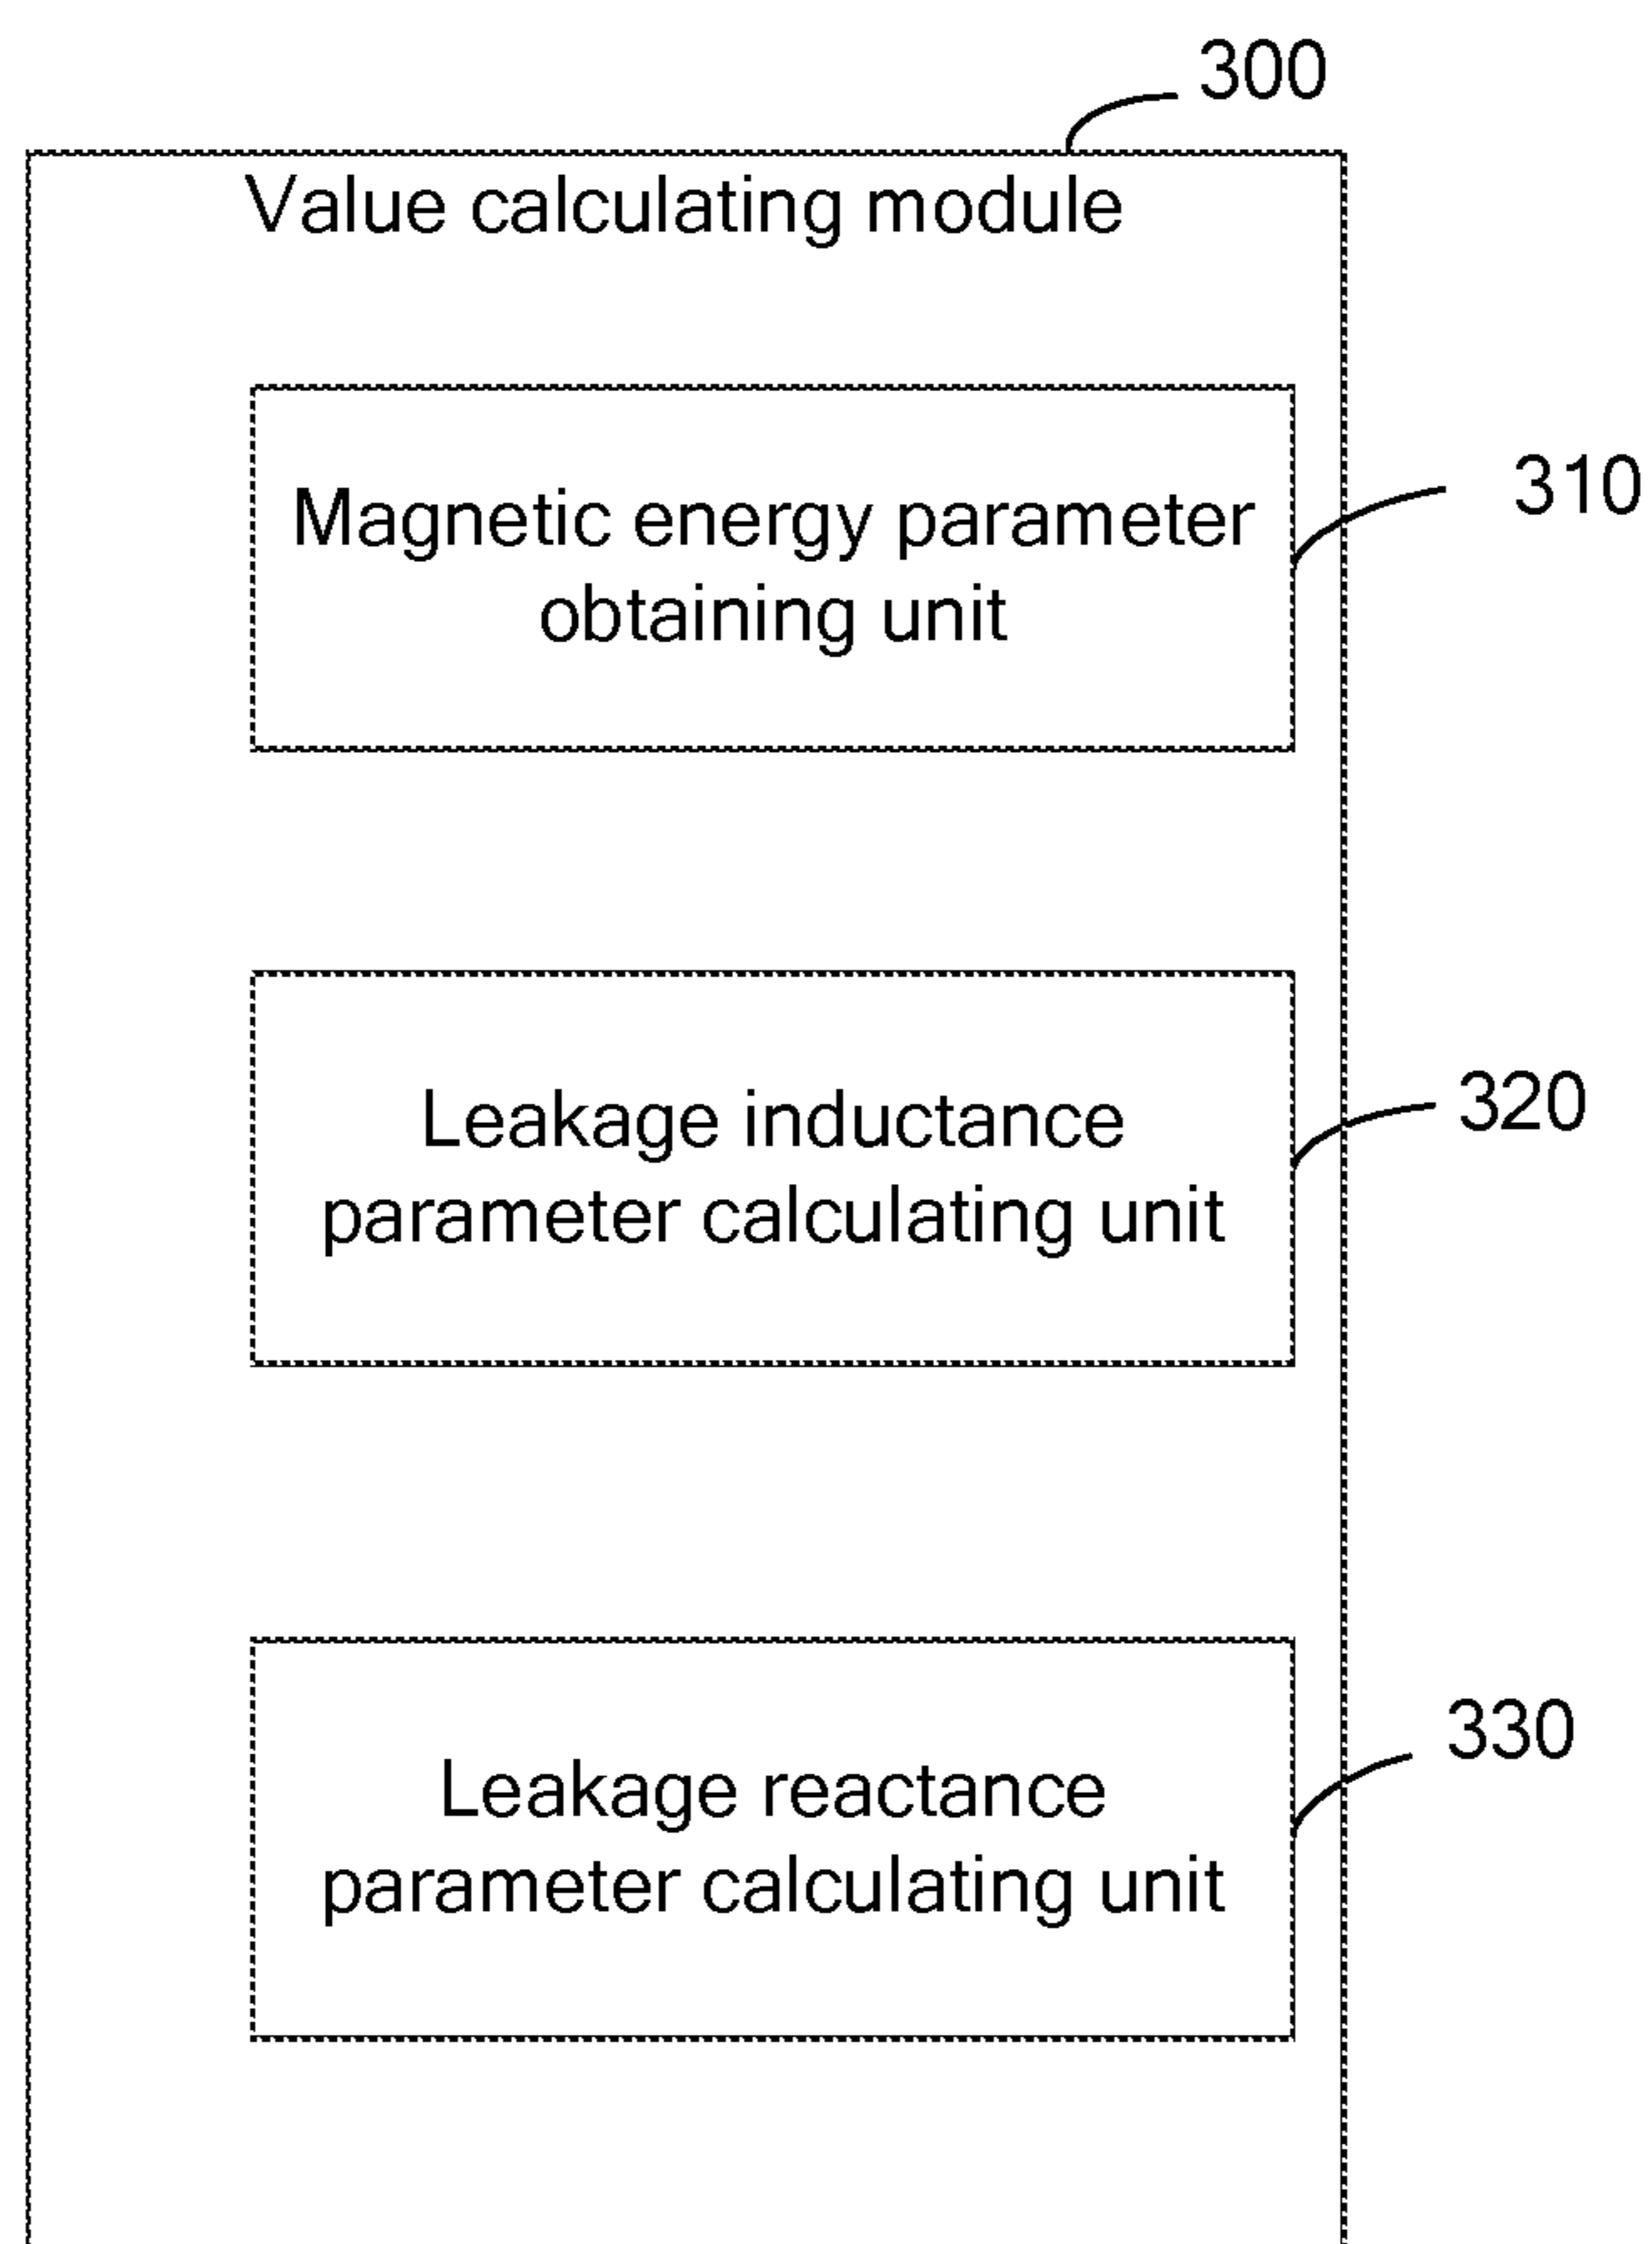 300
Value calculating module
Magnetic energy parameter
obtaining unit
310
Leakage inductance
parameter calculating unit
320
Leakage reactance
parameter calculating unit
330